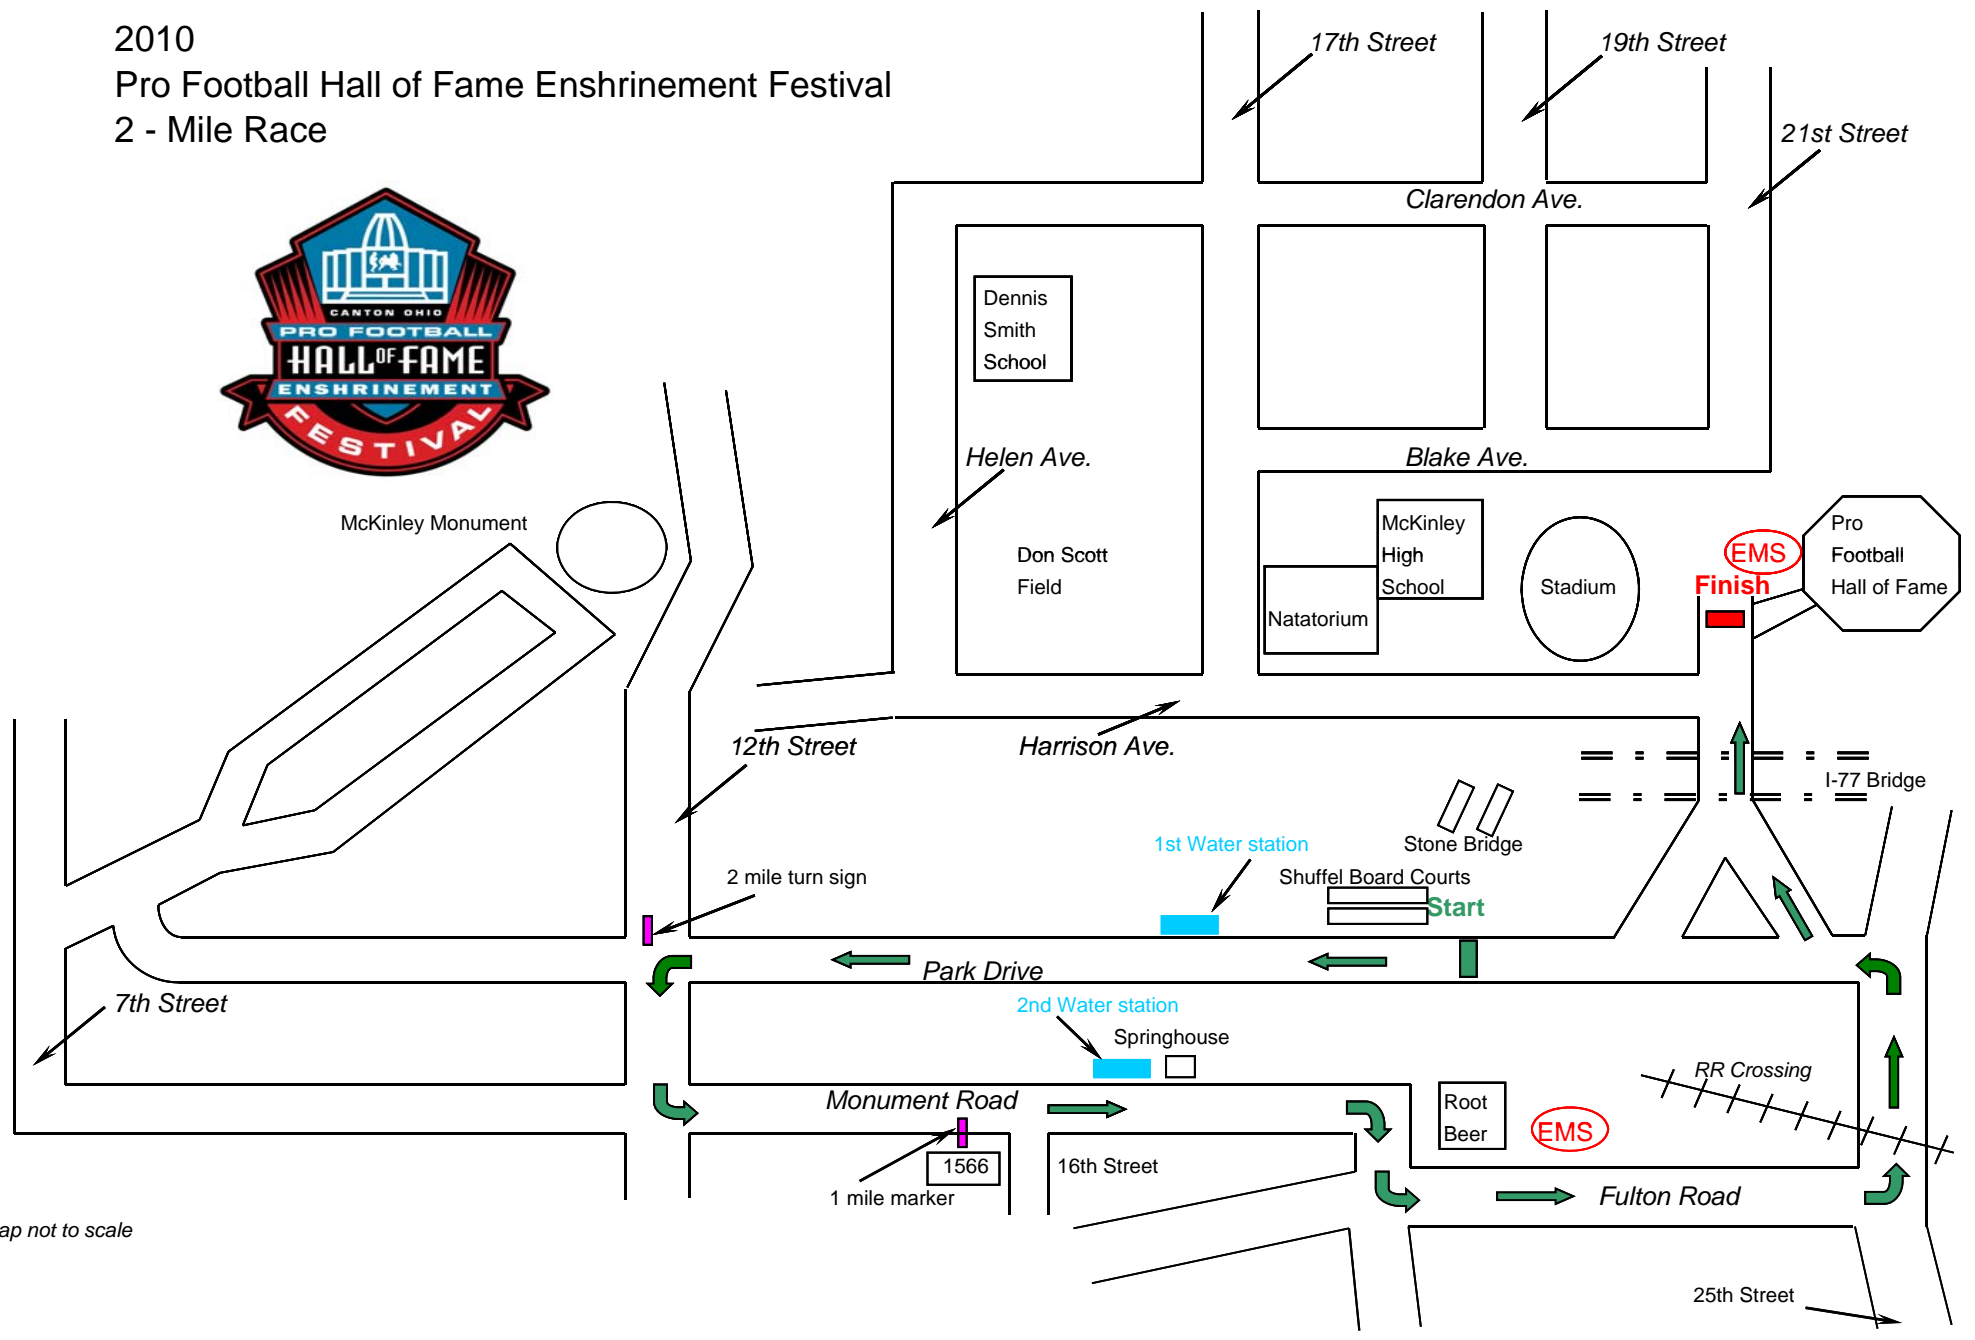 2010
Pro Football Hall of Fame Enshrinement Festival
2 - Mile Race
17th Street
19th Street
21st Street
Clarendon Ave.
CANTON OHIO
PRO FOOTBALL
HALL OF FAME
ENSHRINEMENT
FESTIVAL
Dennis
Smith
School
Helen Ave.
Blake Ave.
McKinley Monument
Don Scott
Field
McKinley
High
School
Natatorium
Stadium
EMS
Finish
Pro
Football
Hall of Fame
12th Street
Harrison Ave.
I-77 Bridge
1st Water station
Stone Bridge
2 mile turn sign
Shuffel Board Courts
Start
Park Drive
7th Street
2nd Water station
Springhouse
RR Crossing
Monument Road
Root
Beer
EMS
1566
16th Street
1 mile marker
Fulton Road
ap not to scale
25th Street